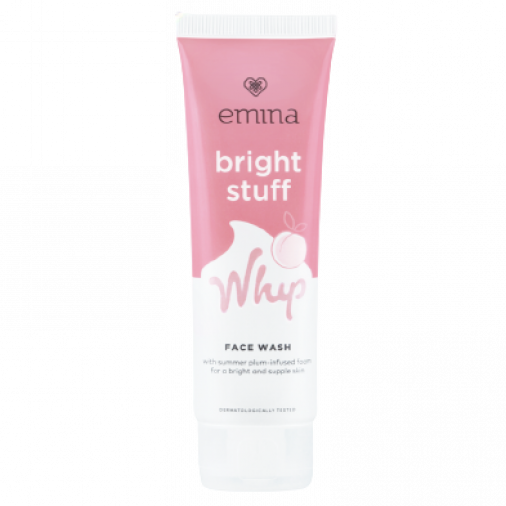 emina
bright
stuff
Whip
FACE WASH
with summer plum-infused foam
for a bright and supple skin
DERMATOLOGICALLY TESTED